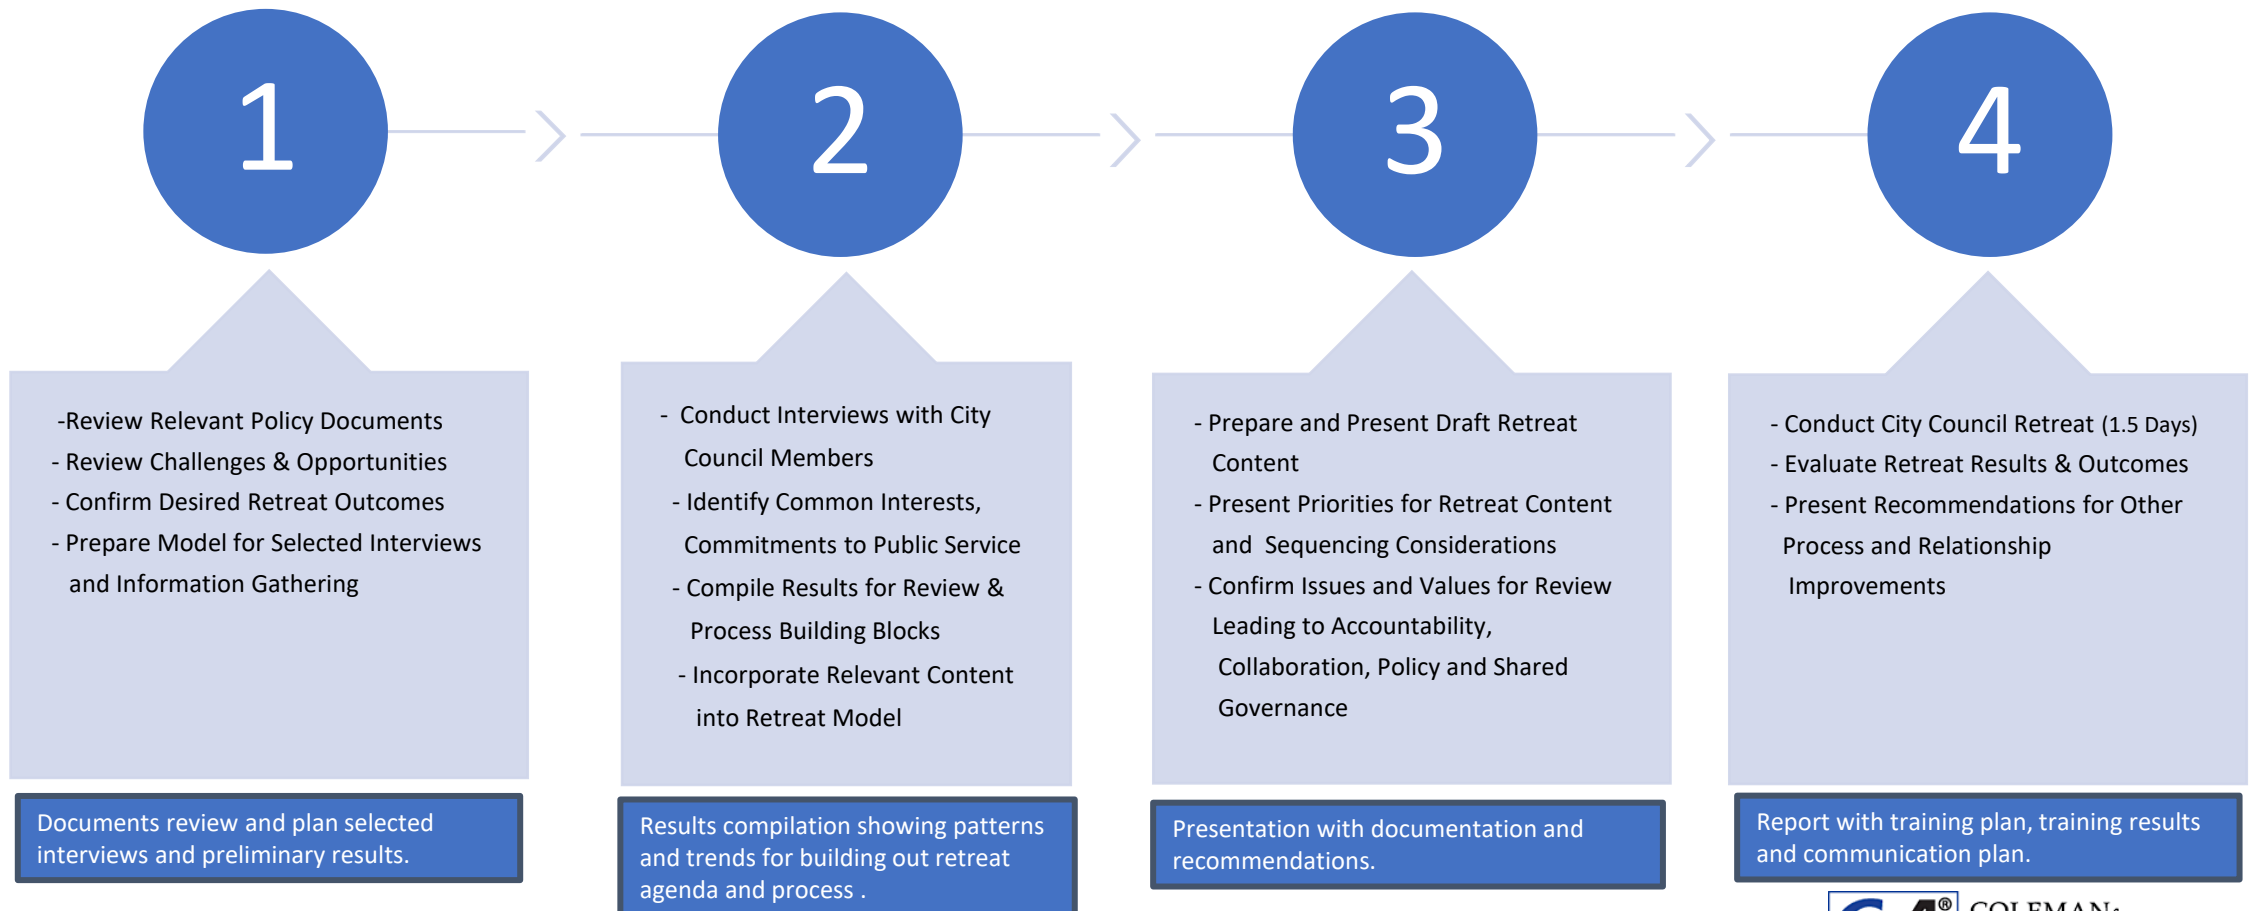 1
2
3
4
-Review Relevant Policy Documents
- Review Challenges & Opportunities
- Confirm Desired Retreat Outcomes
- Prepare Model for Selected Interviews
and Information Gathering
Documents review and plan selected
interviews and preliminary results.
- Conduct Interviews with City
Council Members
- Identify Common Interests,
Commitments to Public Service
- Compile Results for Review &
Process Building Blocks
- Incorporate Relevant Content
into Retreat Model
Results compilation showing patterns
and trends for building out retreat
agenda and process .
- Prepare and Present Draft Retreat
Content
- Present Priorities for Retreat Content
and Sequencing Considerations
- Confirm Issues and Values for Review
Leading to Accountability,
Collaboration, Policy and Shared
Governance
Presentation with documentation and
recommendations.
- Conduct City Council Retreat (1.5 Days)
- Evaluate Retreat Results & Outcomes
- Present Recommendations for Other
Process and Relationship
Improvements
Report with training plan, training results
and communication plan.